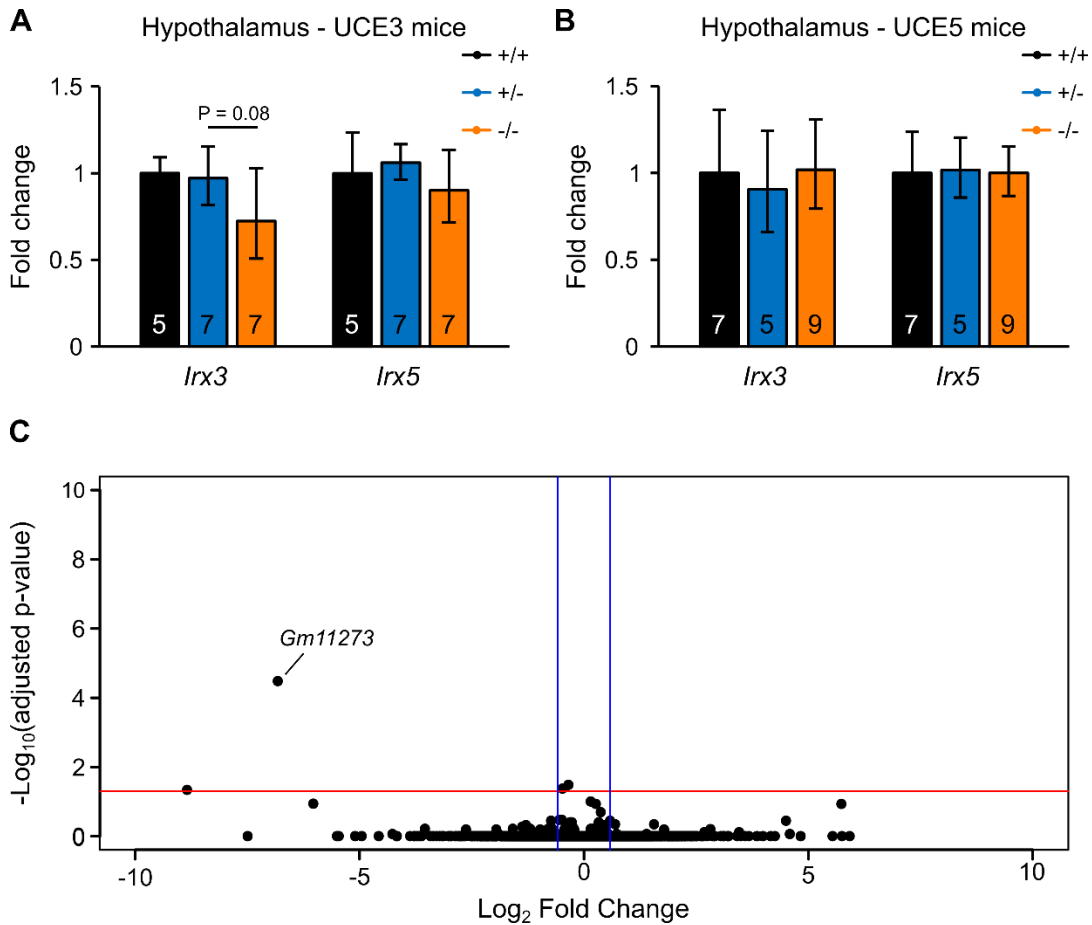 A
Hypothalamus - UCE3 mice
+/+
+/-
-/-
Fold change
1.5
1
0.5
0
P = 0.08
5
7
7
5
7
7
Irx3
Irx5
B
Hypothalamus - UCE5 mice
+/+
+/-
-/-
Fold change
1.5
1
0.5
0
7
5
9
7
5
9
Irx3
Irx5
C
-Log10(adjusted p-value)
10
8
6
4
2
0
Gm11273
-10
-5
0
5
10
Log2 Fold Change